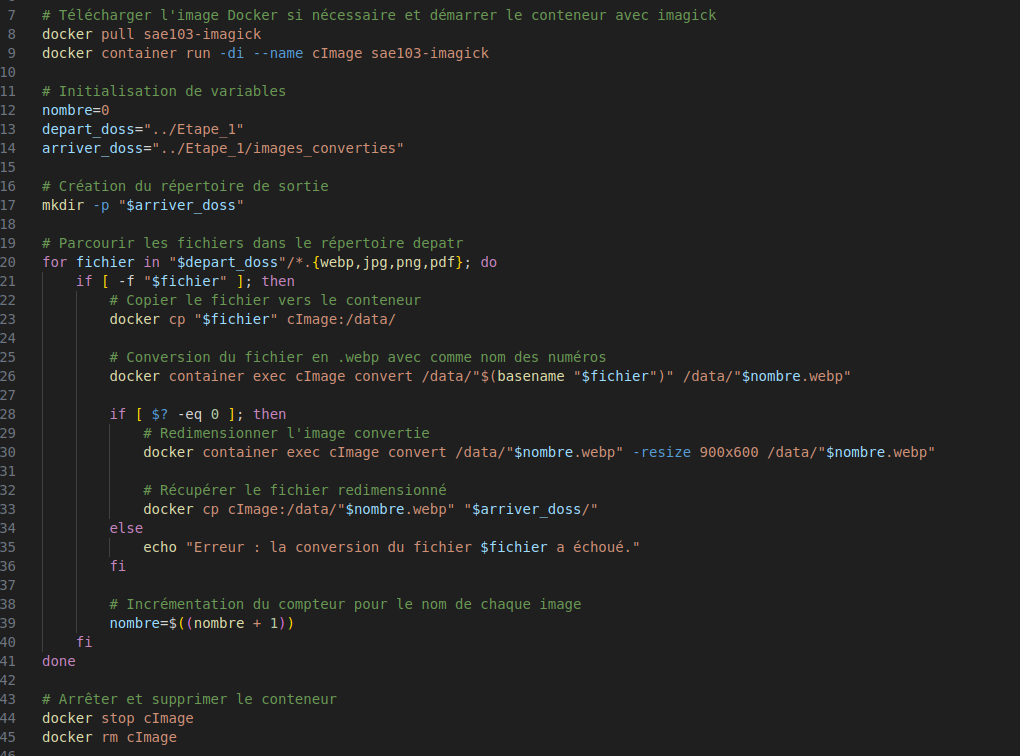 7 # Télécharger l'image Docker si nécessaire et démarrer le conteneur avec imagick
8 docker pull sae103-imagick
9 docker container run -di --name cImage sae103-imagick
10
11 # Initialisation de variables
12 nombre=0
13 depart_doss="../Etape_1"
14 arriver_doss="../Etape_1/images_converties"
15
16 # Création du répertoire de sortie
17 mkdir -p "$arriver_doss"
18
19 # Parcourir les fichiers dans le répertoire depatr
20 for fichier in "$depart_doss"/*.{webp,jpg,png,pdf}; do
21     if [ -f "$fichier" ]; then
22         # Copier le fichier vers le conteneur
23         docker cp "$fichier" cImage:/data/
24
25         # Conversion du fichier en .webp avec comme nom des numéros
26         docker container exec cImage convert /data/"$(basename "$fichier")" /data/"$nombre.webp"
27
28         if [ $? -eq 0 ]; then
29             # Redimensionner l'image convertie
30             docker container exec cImage convert /data/"$nombre.webp" -resize 900x600 /data/"$nombre.webp"
31
32             # Récupérer le fichier redimensionné
33             docker cp cImage:/data/"$nombre.webp" "$arriver_doss/"
34         else
35             echo "Erreur : la conversion du fichier $fichier a échoué."
36         fi
37
38         # Incrémentation du compteur pour le nom de chaque image
39         nombre=$((nombre + 1))
40     fi
41 done
42
43 # Arrêter et supprimer le conteneur
44 docker stop cImage
45 docker rm cImage